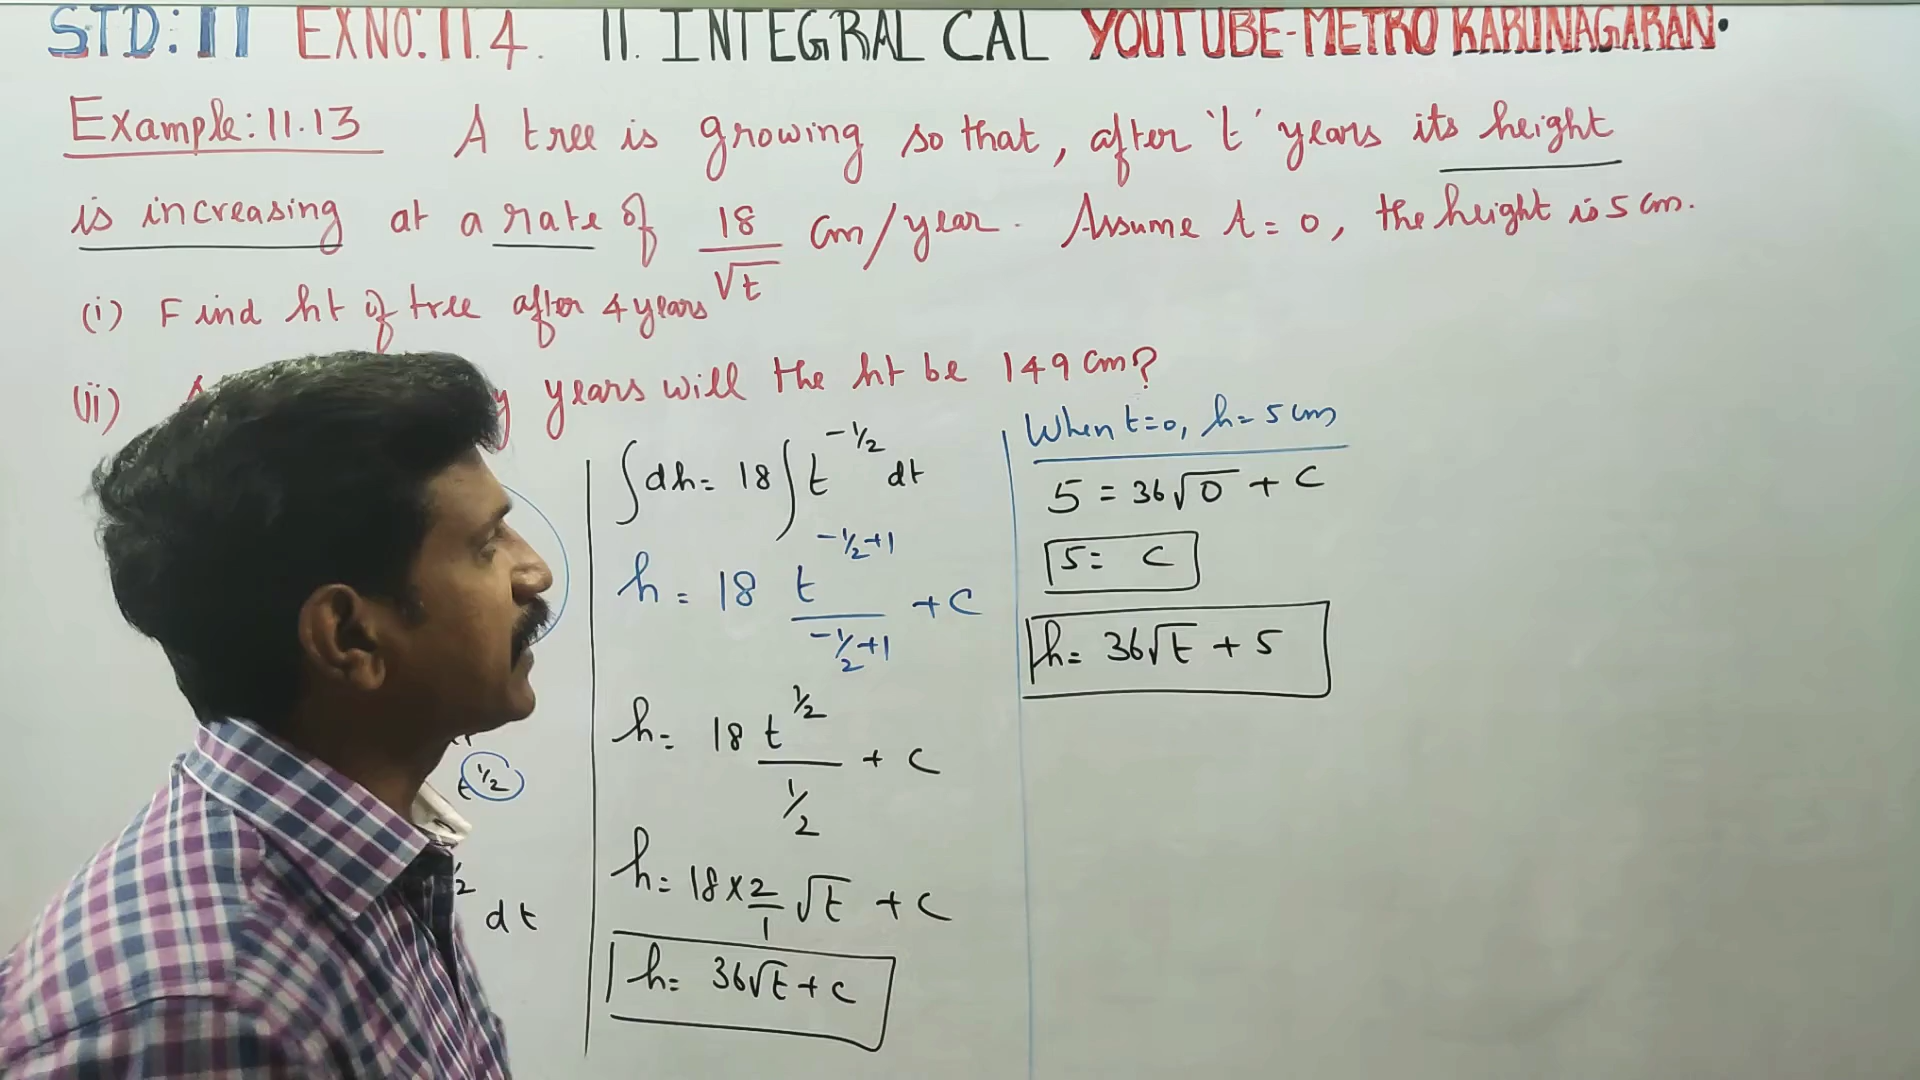 STD: 11 EXNO: 11.4. 11. INTEGRAL CAL YOUTUBE-METRO KARUNAGARAN.
Example: 11.13 A tree is growing so that, after 't' years its height
is increasing at a rate of 18/√t cm/year. Assume t=0, the height is 5 cm.
(i) Find ht of tree after 4 years
(ii) years will the ht be 149 cm?
t^1/2
dt
∫dh = 18∫t^-1/2 dt
h = 18 t^-1/2+1 / -1/2+1 + C
h = 18 t^1/2 / 1/2 + C
h = 18 × 2/1 √t + C
h = 36√t + C
When t=0, h = 5 cm
5 = 36√0 + C
5 = C
h = 36√t + 5